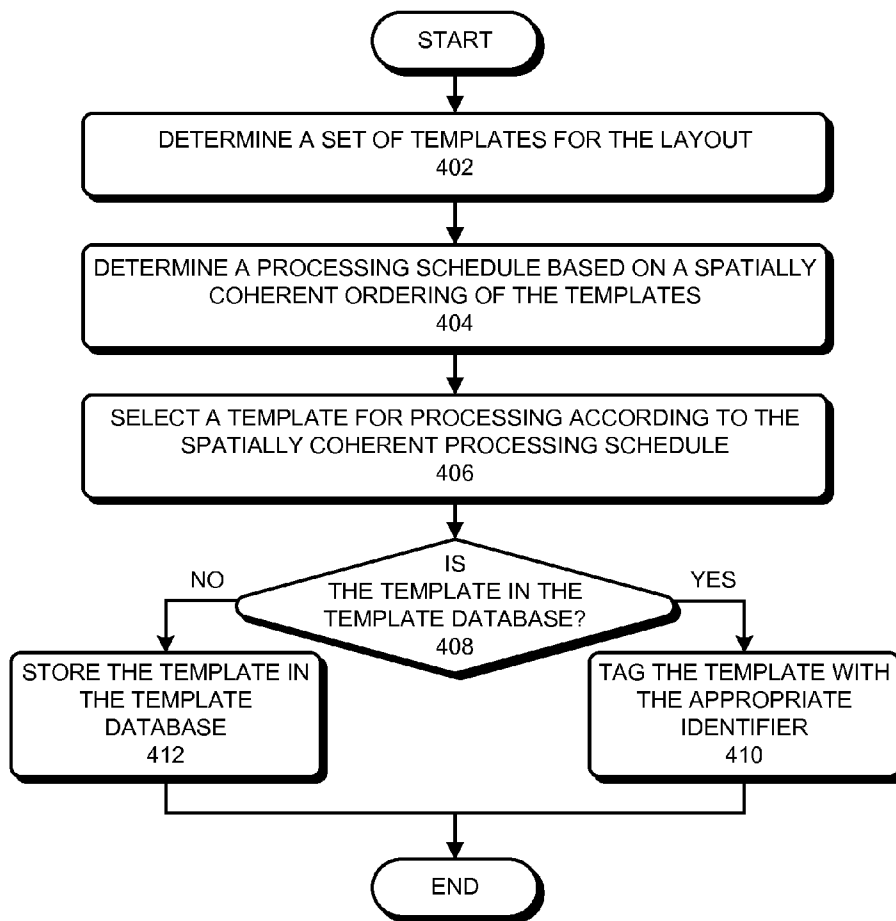 START
DETERMINE A SET OF TEMPLATES FOR THE LAYOUT
402
DETERMINE A PROCESSING SCHEDULE BASED ON A SPATIALLY
COHERENT ORDERING OF THE TEMPLATES
404
SELECT A TEMPLATE FOR PROCESSING ACCORDING TO THE
SPATIALLY COHERENT PROCESSING SCHEDULE
406
IS
THE TEMPLATE IN THE
TEMPLATE DATABASE?
408
NO
YES
STORE THE TEMPLATE IN
THE TEMPLATE
DATABASE
412
TAG THE TEMPLATE WITH
THE APPROPRIATE
IDENTIFIER
410
END